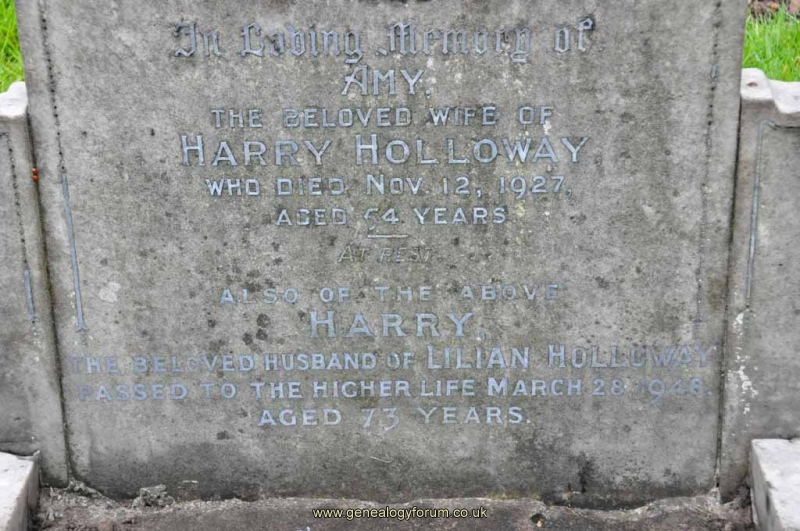 In Loving Memory of
AMY,
THE BELOVED WIFE OF
HARRY HOLLOWAY
WHO DIED NOV. 12, 1927,
AGED 54 YEARS
AT REST
ALSO OF THE ABOVE
HARRY,
THE BELOVED HUSBAND OF LILIAN HOLLOWAY
PASSED TO THE HIGHER LIFE MARCH 28 1948,
AGED 73 YEARS.
www.genealogyforum.co.uk